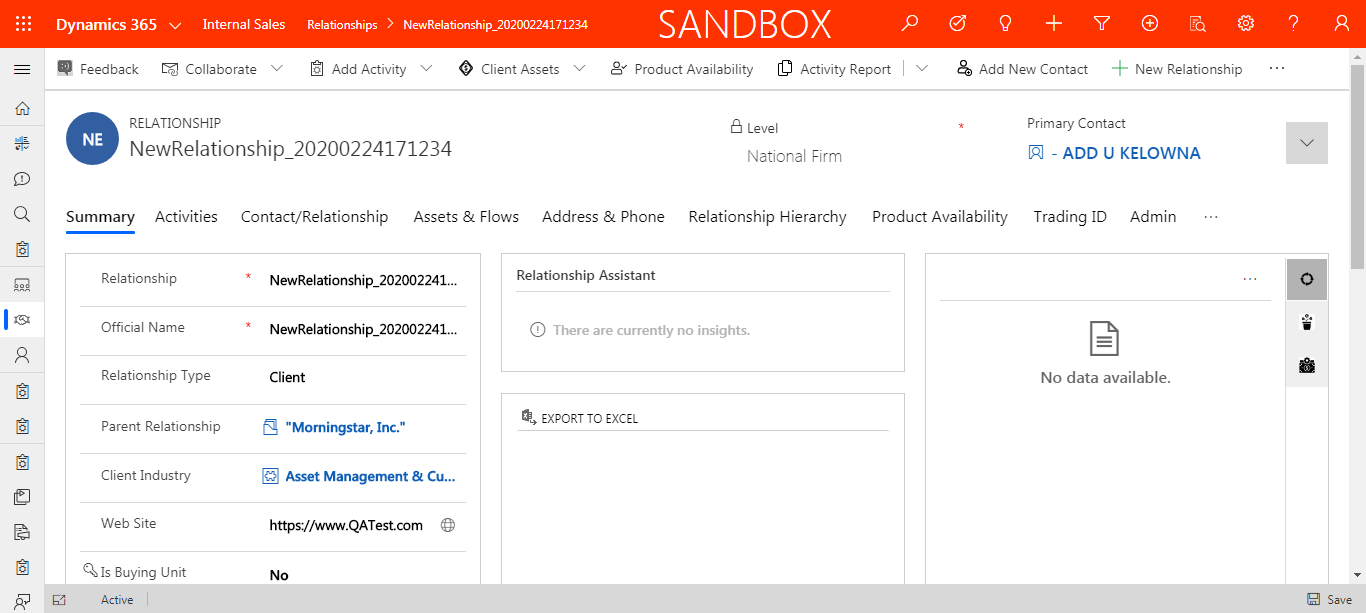 Dynamics 365 Internal Sales Relationships > NewRelationship_20200224171234 SANDBOX
Feedback Collaborate Add Activity Client Assets Product Availability Activity Report Add New Contact New Relationship ...
NE
RELATIONSHIP
NewRelationship_20200224171234
Level *
National Firm
Primary Contact
- ADD U KELOWNA
Summary Activities Contact/Relationship Assets & Flows Address & Phone Relationship Hierarchy Product Availability Trading ID Admin ...
Relationship * NewRelationship_202002241...
Official Name * NewRelationship_202002241...
Relationship Type Client
Parent Relationship "Morningstar, Inc."
Client Industry Asset Management & Cu...
Web Site https://www.QATest.com
Is Buying Unit No
Relationship Assistant
There are currently no insights.
EXPORT TO EXCEL
...
No data available.
Active Save